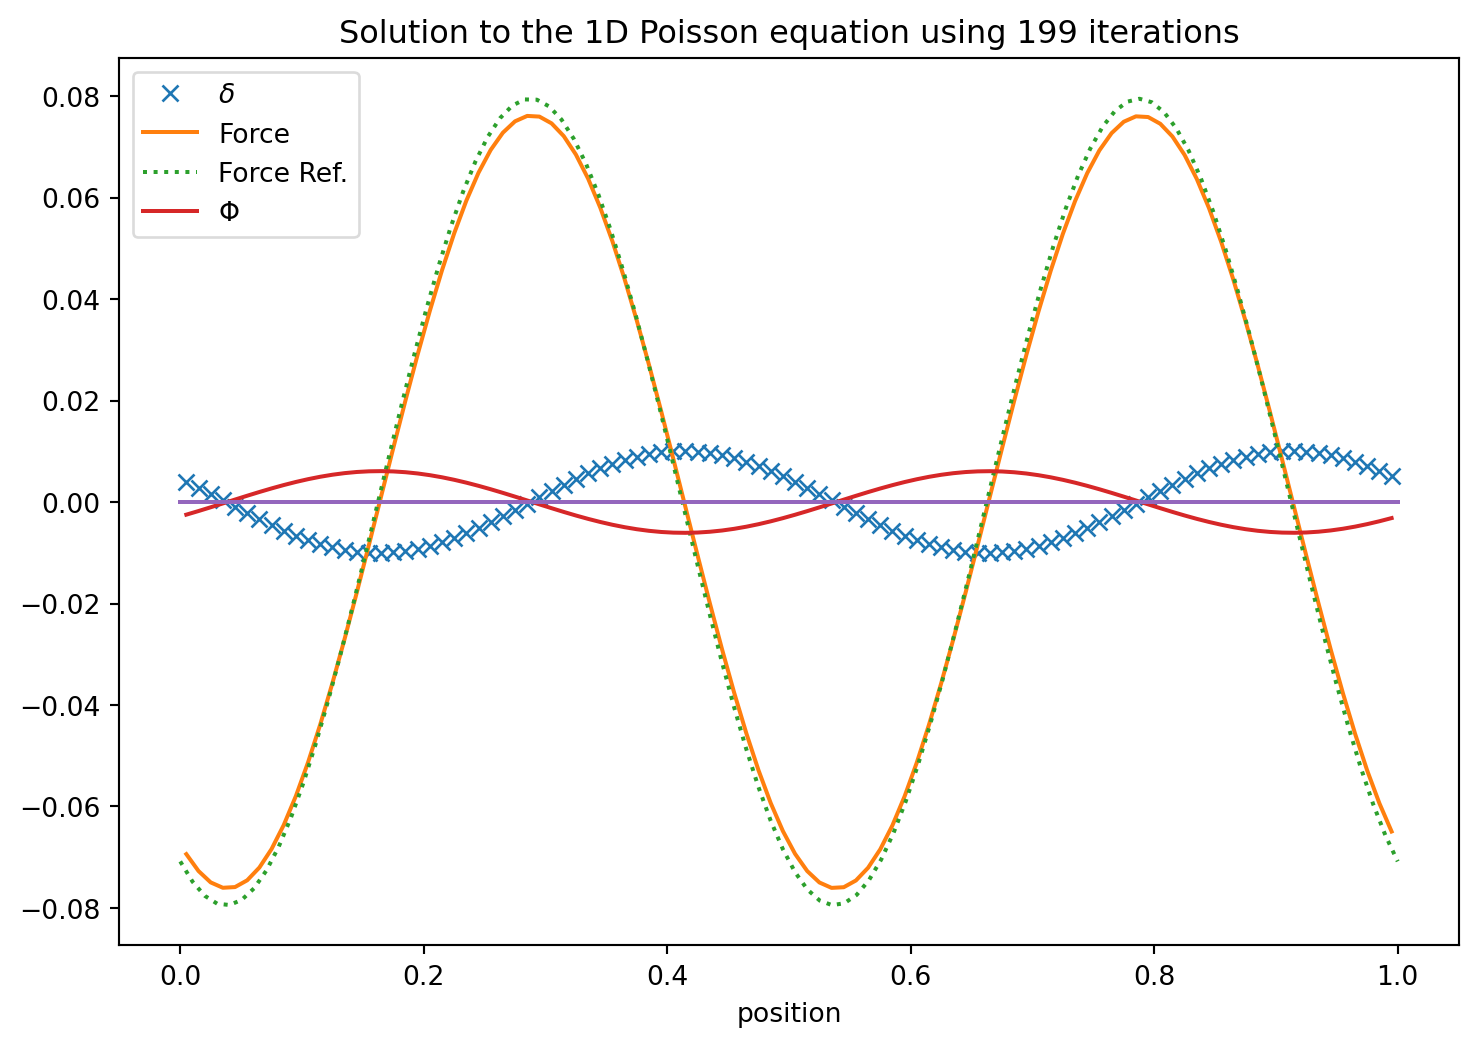 Solution to the 1D Poisson equation using 199 iterations
δ
Force
Force Ref.
Φ
0.08
0.06
0.04
0.02
0.00
−0.02
−0.04
−0.06
−0.08
0.0 0.2 0.4 0.6 0.8 1.0
position